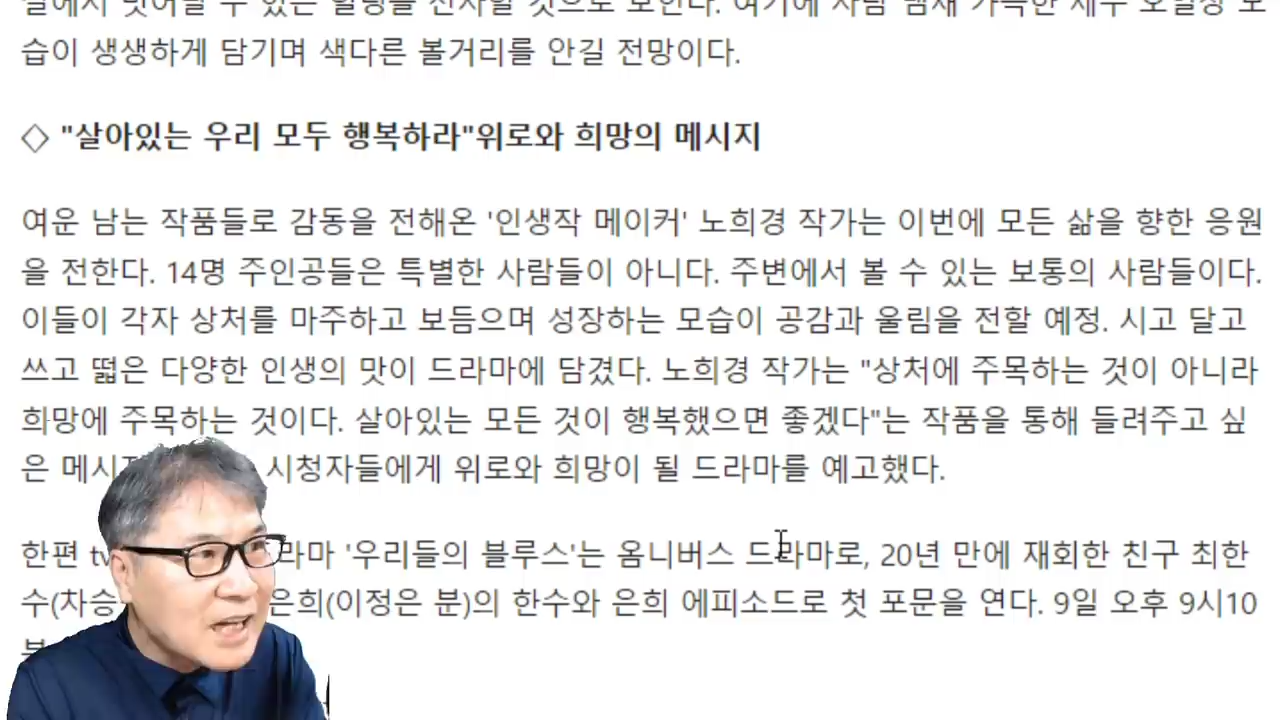 습이 생생하게 담기며 색다른 볼거리를 안길 전망이다.
◇ "살아있는 우리 모두 행복하라"위로와 희망의 메시지
여운 남는 작품들로 감동을 전해온 '인생작 메이커' 노희경 작가는 이번에 모든 삶을 향한 응원
을 전한다. 14명 주인공들은 특별한 사람들이 아니다. 주변에서 볼 수 있는 보통의 사람들이다.
이들이 각자 상처를 마주하고 보듬으며 성장하는 모습이 공감과 울림을 전할 예정. 시고 달고
쓰고 떫은 다양한 인생의 맛이 드라마에 담겼다. 노희경 작가는 "상처에 주목하는 것이 아니라
희망에 주목하는 것이다. 살아있는 모든 것이 행복했으면 좋겠다"는 작품을 통해 들려주고 싶
은 시청자들에게 위로와 희망이 될 드라마를 예고했다.
한편 '우리들의 블루스'는 옴니버스 드라마로, 20년 만에 재회한 친구 최한
은희(이정은 분)의 한수와 은희 에피소드로 첫 포문을 연다. 9일 오후 9시10